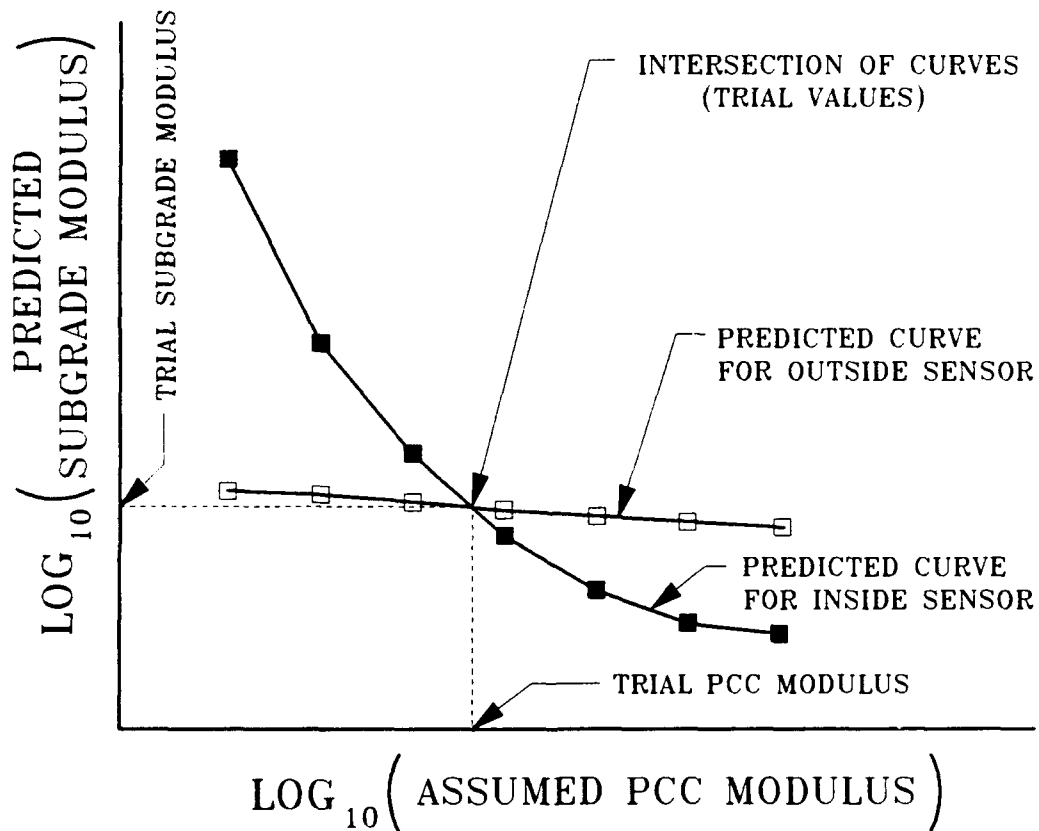 PREDICTED
LOG10(SUBGRADE MODULUS)
TRIAL SUBGRADE MODULUS
INTERSECTION OF CURVES
(TRIAL VALUES)
PREDICTED CURVE
FOR OUTSIDE SENSOR
PREDICTED CURVE
FOR INSIDE SENSOR
TRIAL PCC MODULUS
LOG10(ASSUMED PCC MODULUS)